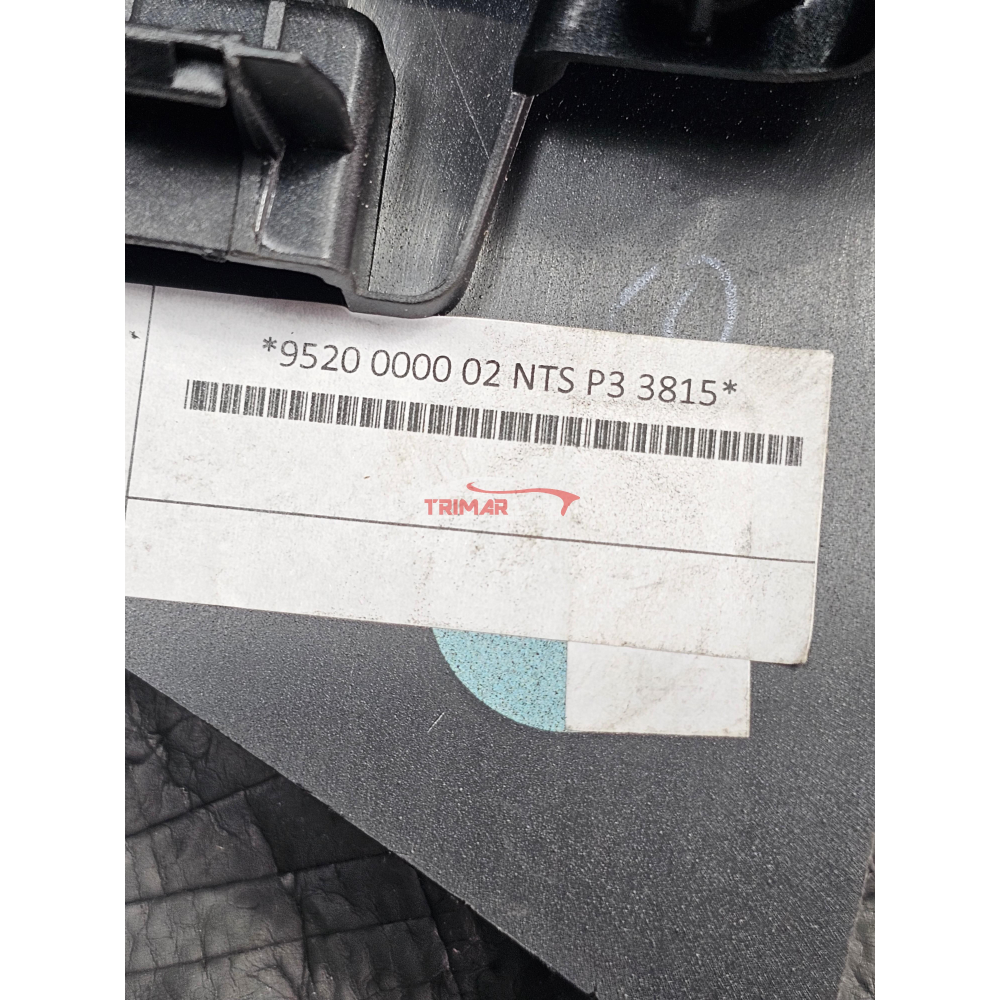 *9520 0000 02 NTS P3 3815*
TRIMAR